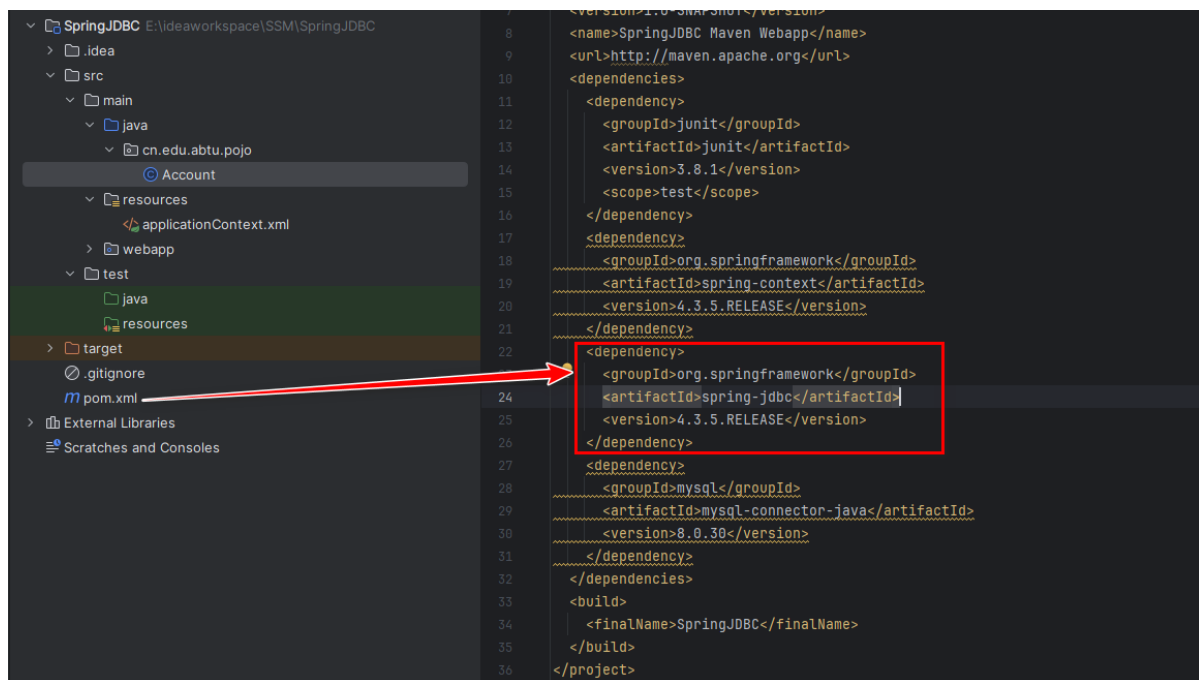 SpringJDBC E:\ideaworkspace\SSM\SpringJDBC
.idea
src
main
java
cn.edu.abtu.pojo
Account
resources
applicationContext.xml
webapp
test
java
resources
target
.gitignore
pom.xml
External Libraries
Scratches and Consoles
7 <version>1.0-SNAPSHOT</version>
8 <name>SpringJDBC Maven Webapp</name>
9 <url>http://maven.apache.org</url>
10 <dependencies>
11 <dependency>
12 <groupId>junit</groupId>
13 <artifactId>junit</artifactId>
14 <version>3.8.1</version>
15 <scope>test</scope>
16 </dependency>
17 <dependency>
18 <groupId>org.springframework</groupId>
19 <artifactId>spring-context</artifactId>
20 <version>4.3.5.RELEASE</version>
21 </dependency>
22 <dependency>
<groupId>org.springframework</groupId>
24 <artifactId>spring-jdbc</artifactId>
25 <version>4.3.5.RELEASE</version>
26 </dependency>
27 <dependency>
28 <groupId>mysql</groupId>
29 <artifactId>mysql-connector-java</artifactId>
30 <version>8.0.30</version>
31 </dependency>
32 </dependencies>
33 <build>
34 <finalName>SpringJDBC</finalName>
35 </build>
36 </project>